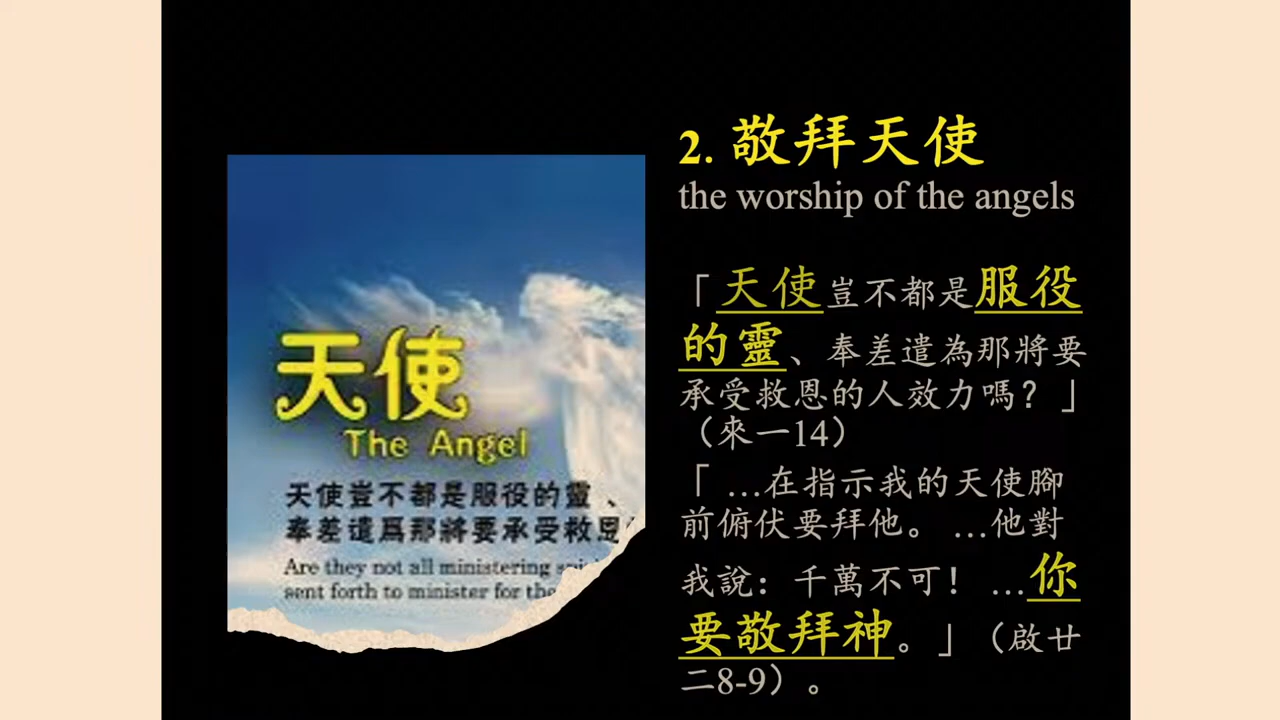 2. 敬拜天使
the worship of the angels
「天使豈不都是服役
的靈、奉差遣為那將要
承受救恩的人效力嗎？」
（來一14）
「 …在指示我的天使腳
前俯伏要拜他。 …他對
我說：千萬不可！ …你
要敬拜神。」（啟廿
二8-9）。
天使
The Angel
天使豈不都是服役的靈、
奉差遣爲那將要承受救恩
Are they not all ministering
sent forth to minister for the